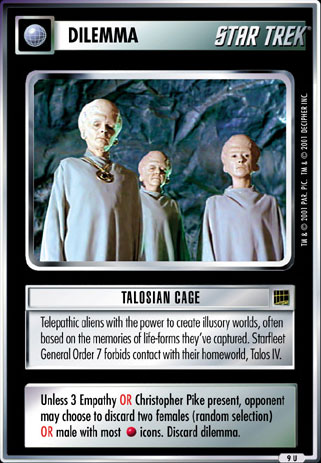 DILEMMA
STAR TREK®
TM & © 2001 PAR. PIC. TM & © 2001 DECIPHER INC.
TALOSIAN CAGE
Telepathic aliens with the power to create illusory worlds, often
based on the memories of life-forms they've captured. Starfleet
General Order 7 forbids contact with their homeworld, Talos IV.
Unless 3 Empathy OR Christopher Pike present, opponent
may choose to discard two females (random selection)
OR male with most icons. Discard dilemma.
9 U